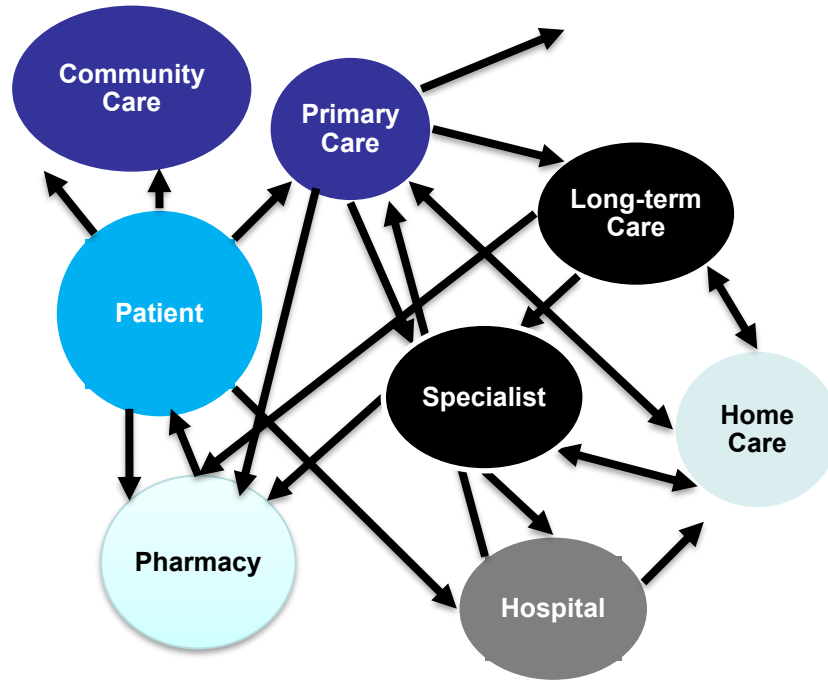 Community
Care
Primary
Care
Long-term
Care
Patient
Specialist
Home
Care
Pharmacy
Hospital